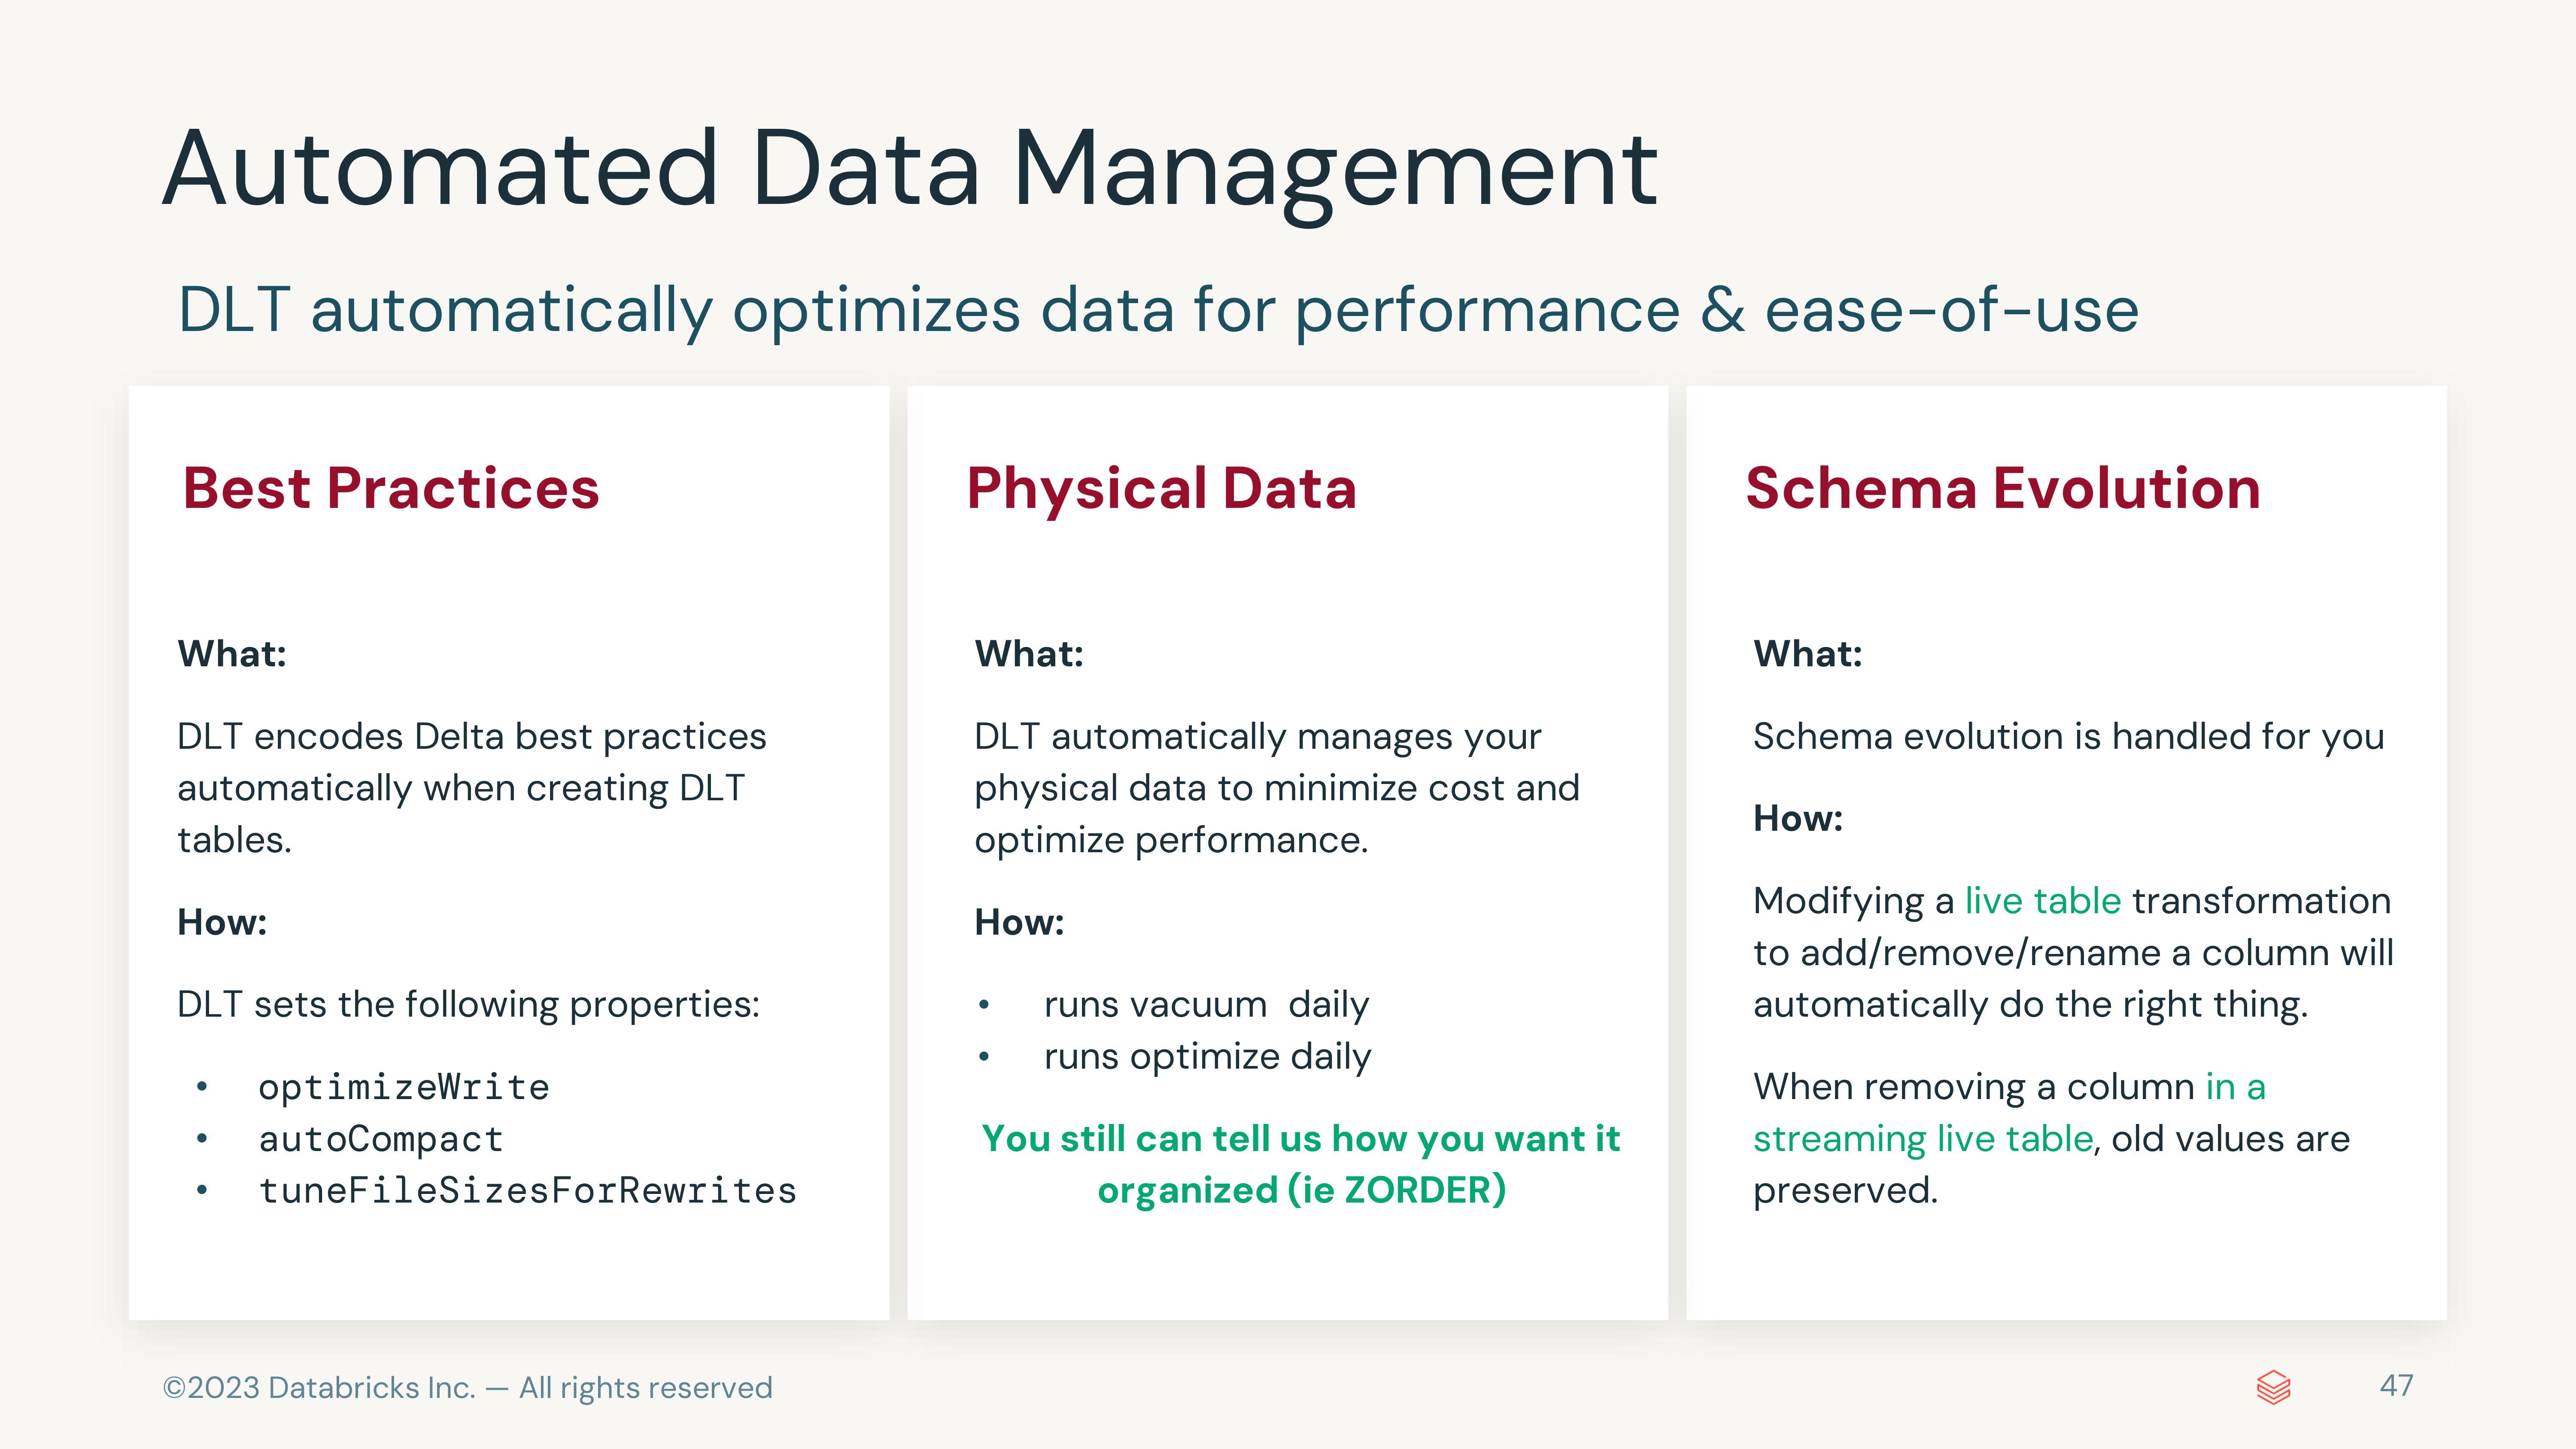 Automated Data Management
DLT automatically optimizes data for performance & ease-of-use
Best Practices
What:
DLT encodes Delta best practices
automatically when creating DLT
tables.
How:
DLT sets the following properties:
• optimizeWrite
• autoCompact
• tuneFileSizesForRewrites
Physical Data
What:
DLT automatically manages your
physical data to minimize cost and
optimize performance.
How:
• runs vacuum  daily
• runs optimize daily
You still can tell us how you want it
organized (ie ZORDER)
Schema Evolution
What:
Schema evolution is handled for you
How:
Modifying a live table transformation
to add/remove/rename a column will
automatically do the right thing.
When removing a column in a
streaming live table, old values are
preserved.
©2023 Databricks Inc. — All rights reserved
47